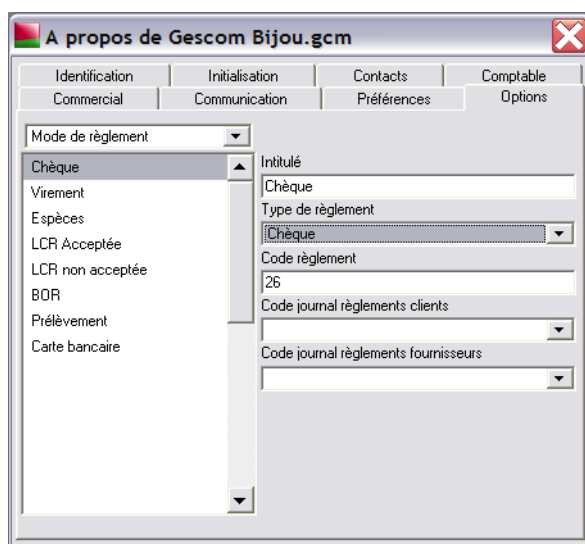 A propos de Gescom Bijou.gcm
Identification Initialisation Contacts Comptable
Commercial Communication Préférences Options
Mode de règlement
Chèque
Virement
Espèces
LCR Acceptée
LCR non acceptée
BOR
Prélèvement
Carte bancaire
Intitulé
Chèque
Type de règlement
Chèque
Code règlement
26
Code journal règlements clients
Code journal règlements fournisseurs